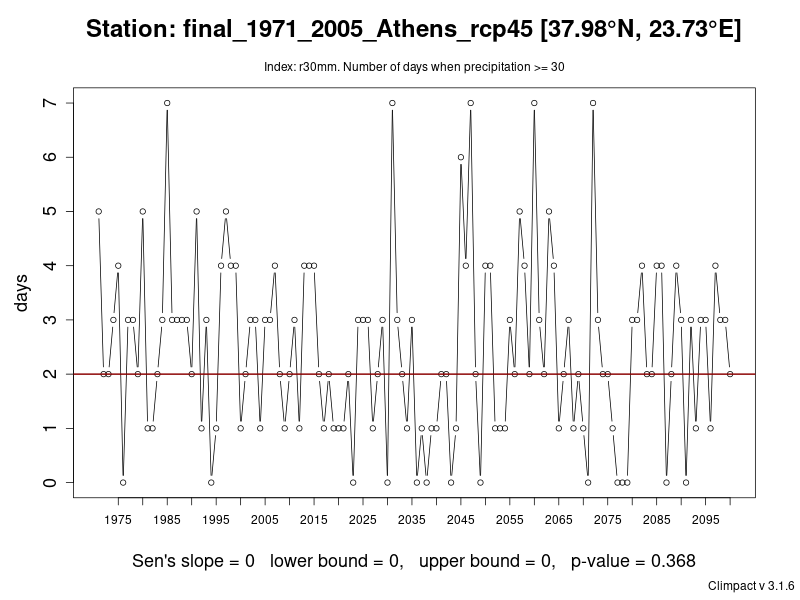 Station: final_1971_2005_Athens_rcp45 [37.98°N, 23.73°E]
Index: r30mm. Number of days when precipitation >= 30
7
6
5
4
3
2
1
0
days
1975 1985 1995 2005 2015 2025 2035 2045 2055 2065 2075 2085 2095
Sen's slope = 0 lower bound = 0, upper bound = 0, p-value = 0.368
Climpact v 3.1.6